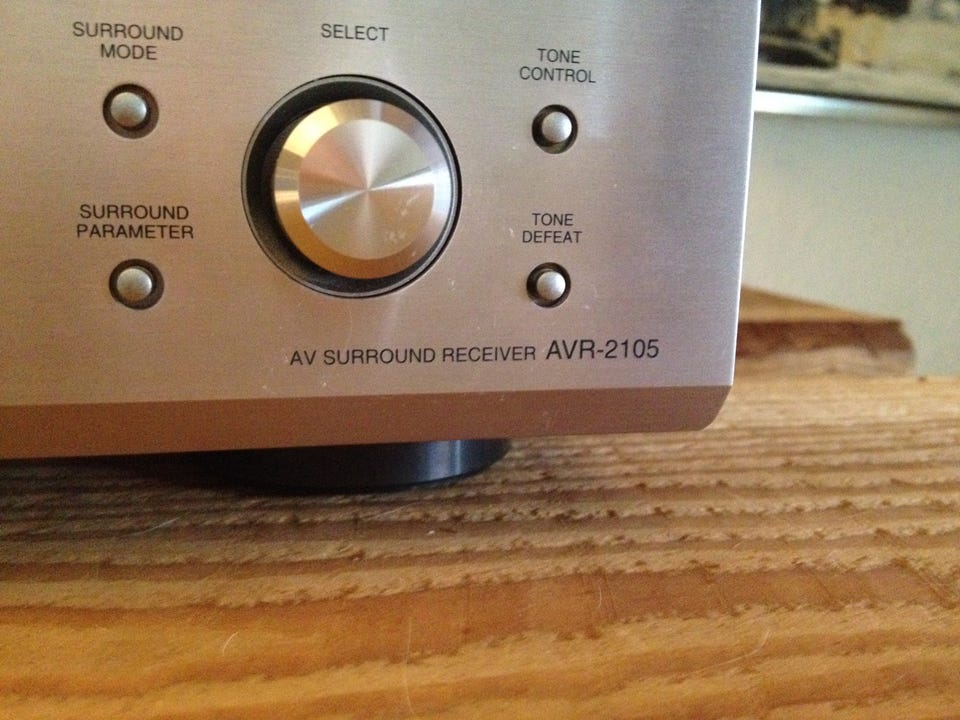 SURROUND
MODE
SELECT
TONE
CONTROL
SURROUND
PARAMETER
TONE
DEFEAT
AV SURROUND RECEIVER AVR-2105